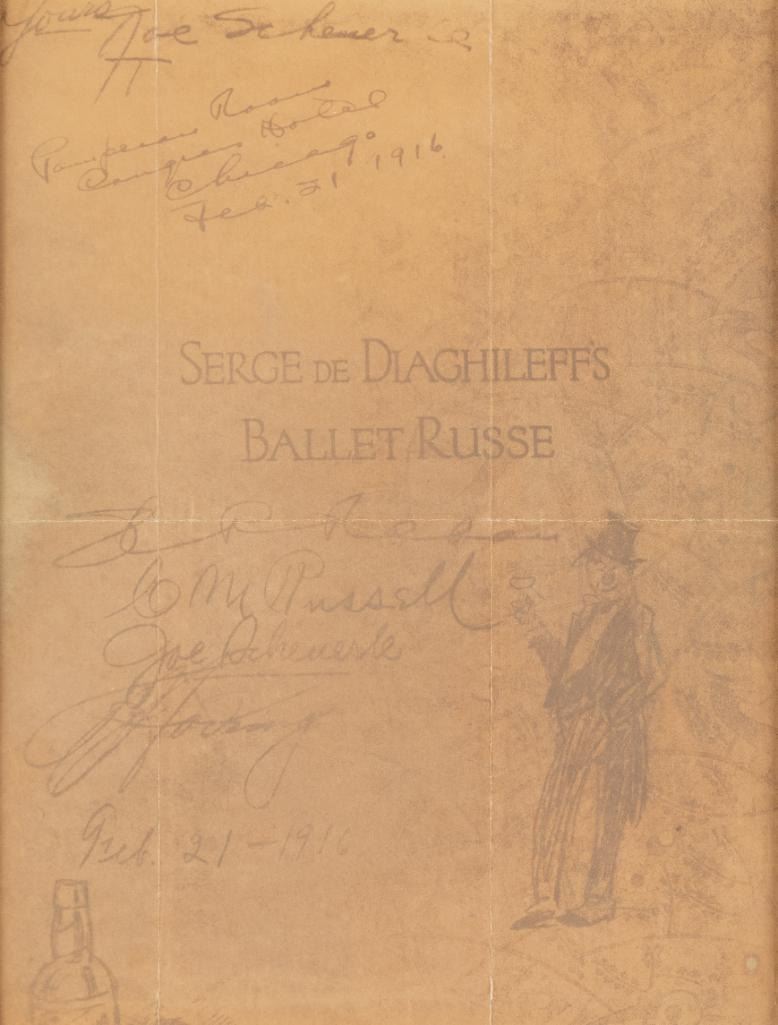 Yours Joe Scheuerle
Pompeian Room
Congress Hotel
Chicago
Feb. 21 1916
SERGE DE DIAGHILEFF'S
BALLET RUSSE
C M Russell
Joe Scheuerle
Feb. 21 - 1916